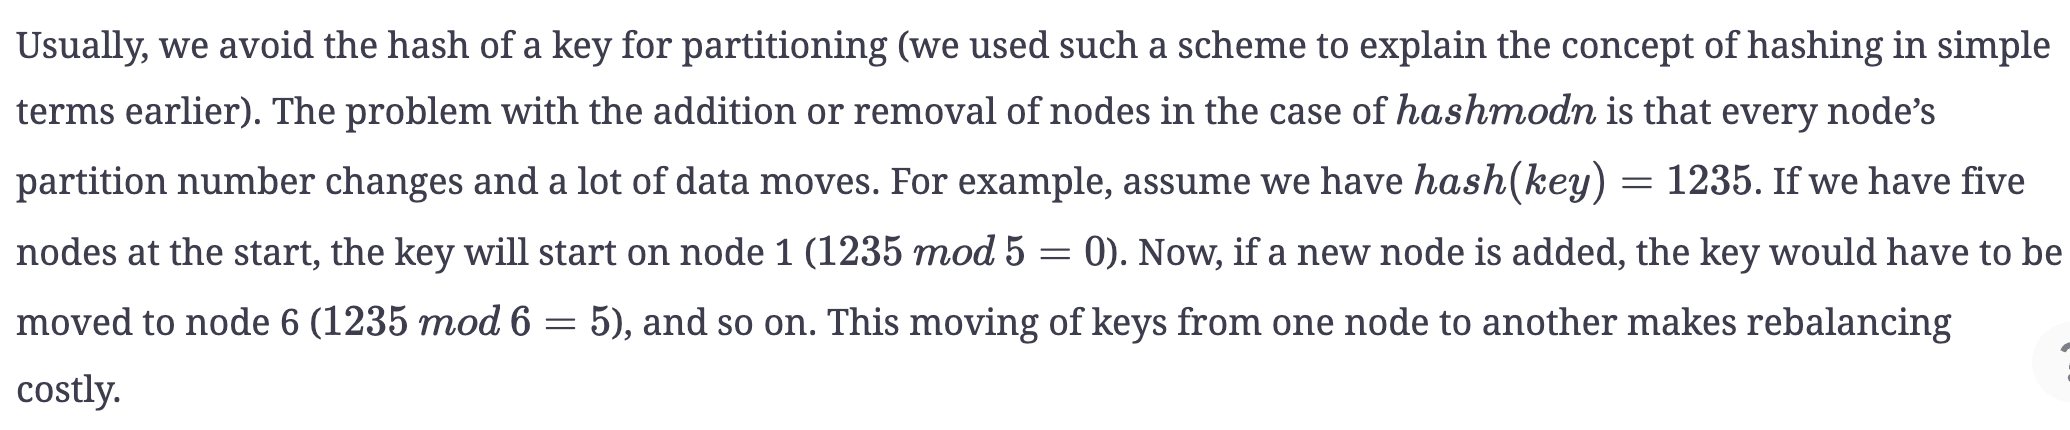 Usually, we avoid the hash of a key for partitioning (we used such a scheme to explain the concept of hashing in simple
terms earlier). The problem with the addition or removal of nodes in the case of hashmodn is that every node’s
partition number changes and a lot of data moves. For example, assume we have hash(key) = 1235. If we have five
nodes at the start, the key will start on node 1 (1235 mod 5 = 0). Now, if a new node is added, the key would have to be
moved to node 6 (1235 mod 6 = 5), and so on. This moving of keys from one node to another makes rebalancing
costly.